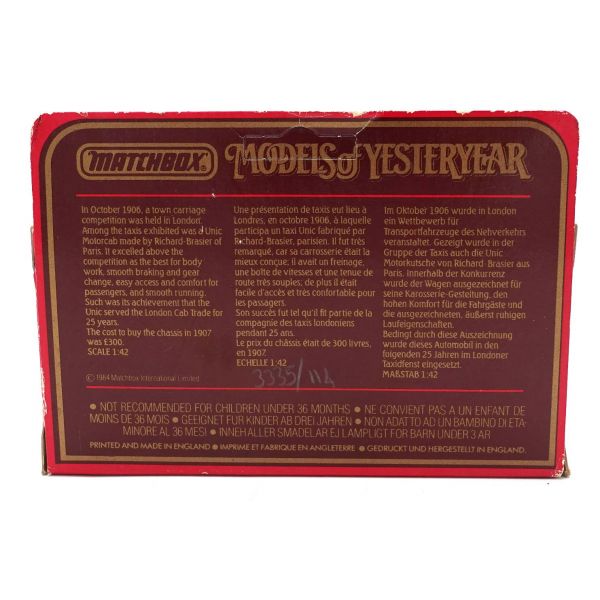 MATCHBOX® MODELS of YESTERYEAR
In October 1906, a town carriage
competition was held in London.
Among the taxis exhibited was a Unic
Motorcab made by Richard-Brasier of
Paris. It excelled above the
competition as the best for body
work, smooth braking and gear
change, easy access and comfort for
passengers, and smooth running.
Such was its achievement that the
Unic served the London Cab Trade for
25 years.
The cost to buy the chassis in 1907
was £300.
SCALE 1:42
© 1984 Matchbox International Limited
Une présentation de taxis eut lieu à
Londres, en octobre 1906, à laquelle
participa un taxi Unic fabriqué par
Richard-Brasier, parisien. Il fut très
remarqué, car sa carrosserie était la
mieux conçue; il avait un freinage,
une boîte de vitesses et une tenue de
route très souples; de plus il était
facile d'accès et très confortable pour
les passagers.
Son succès fut tel qu'il fit partie de la
compagnie des taxis londoniens
pendant 25 ans.
Le prix du châssis était de 300 livres,
en 1907.
ECHELLE 1:42
3335/114
Im Oktober 1906 wurde in London
ein Wettbewerb für
Transportfahrzeuge des Nehverkehrs
veranstaltet. Gezeigt wurde in der
Gruppe der Taxis auch die Unic
Motorkutsche von Richard-Brasier aus
Paris. Innerhalb der Konkurrenz
wurde der Wagen ausgezeichnet für
seine Karosserie-Gesteitung, den
hohen Komfort für die Fahrgäste und
die ausgezeichneten, äußerst ruhigen
Laufeigenschaften.
Bedingt durch diese Auszeichnung
wurde dieses Automobil in den
folgenden 25 Jahren im Londoner
Taxidienst eingesetzt.
MAßSTAB 1:42
● NOT RECOMMENDED FOR CHILDREN UNDER 36 MONTHS ● NE CONVIENT PAS A UN ENFANT DE
MOINS DE 36 MOIS ● GEEIGNET FUR KINDER AB DREI JAHREN ● NON ADATTO AD UN BAMBINO DI ETA-
MINORE AL 36 MESI ● INNEHALLER SMADELAR EJ LAMPLIGT FOR BARN UNDER 3 AR
PRINTED AND MADE IN ENGLAND ● IMPRIME ET FABRIQUE EN ANGLETERRE ● GEDRUCKT UND HERGESTELLT IN ENGLAND.